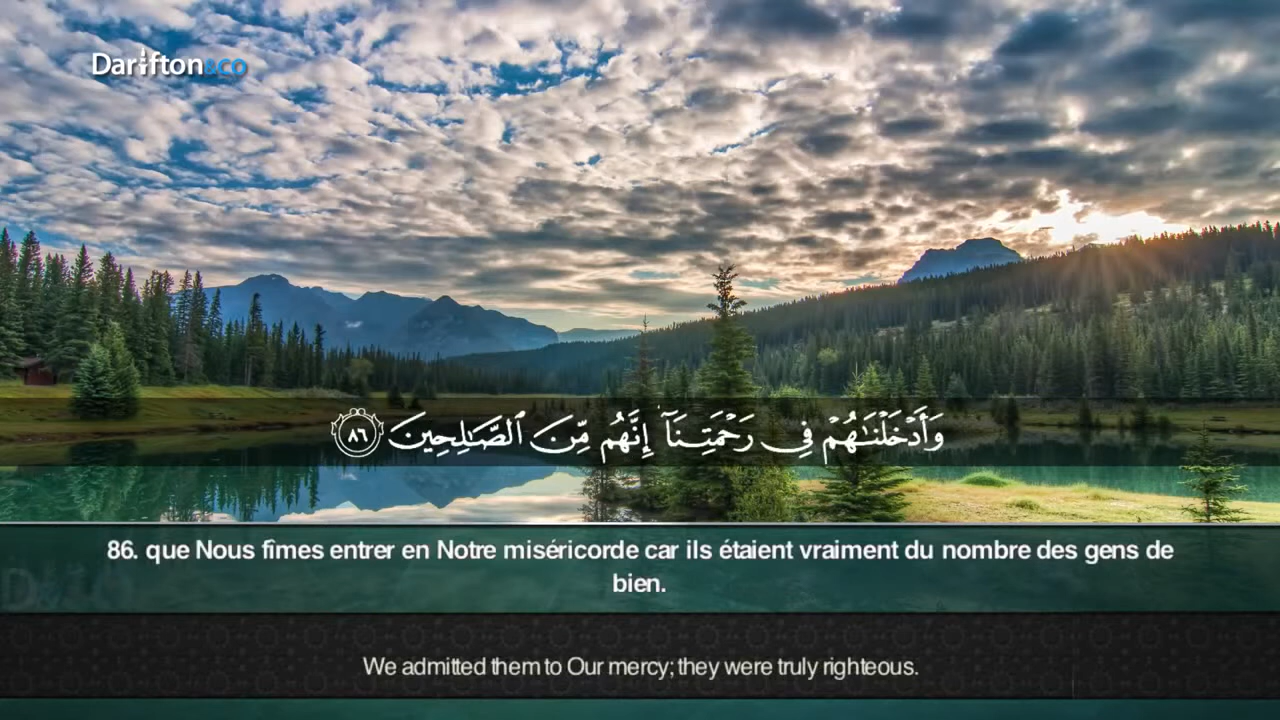 Darifton&co
وَأَدْخَلْنَٰهُمْ فِى رَحْمَتِنَآ إِنَّهُم مِّنَ ٱلصَّٰلِحِينَ ٨٦
86. que Nous fîmes entrer en Notre miséricorde car ils étaient vraiment du nombre des gens de
bien.
We admitted them to Our mercy; they were truly righteous.